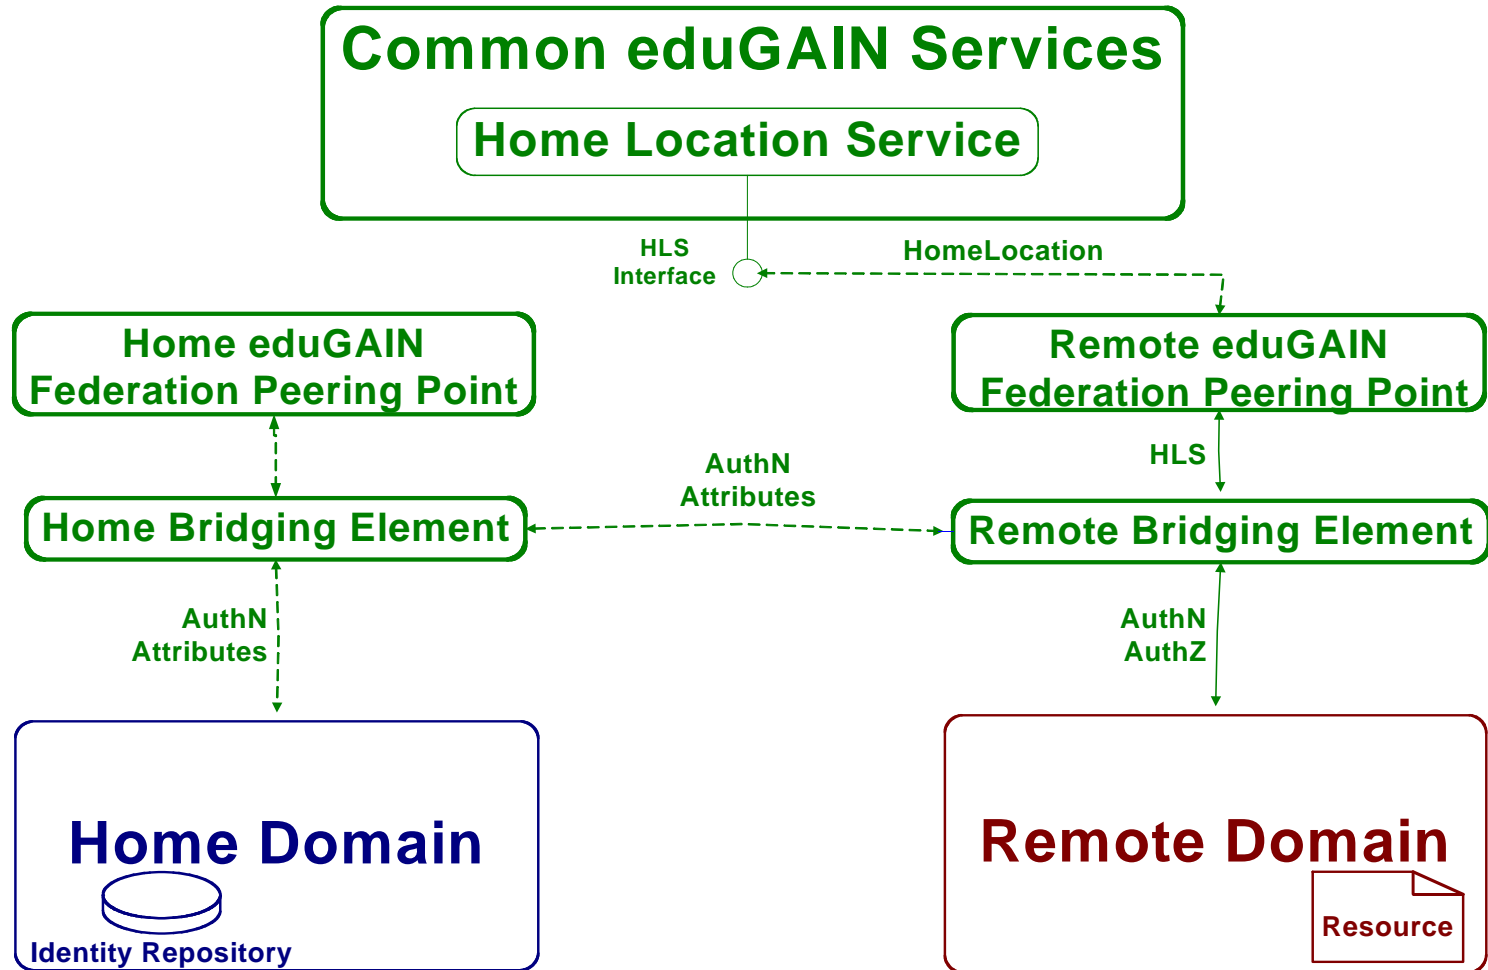 Common eduGAIN Services
Home Location Service
HLS
Interface
HomeLocation
Home eduGAIN
Federation Peering Point
Remote eduGAIN
Federation Peering Point
HLS
AuthN
Attributes
Home Bridging Element
Remote Bridging Element
AuthN
Attributes
AuthN
AuthZ
Home Domain
Identity Repository
Remote Domain
Resource